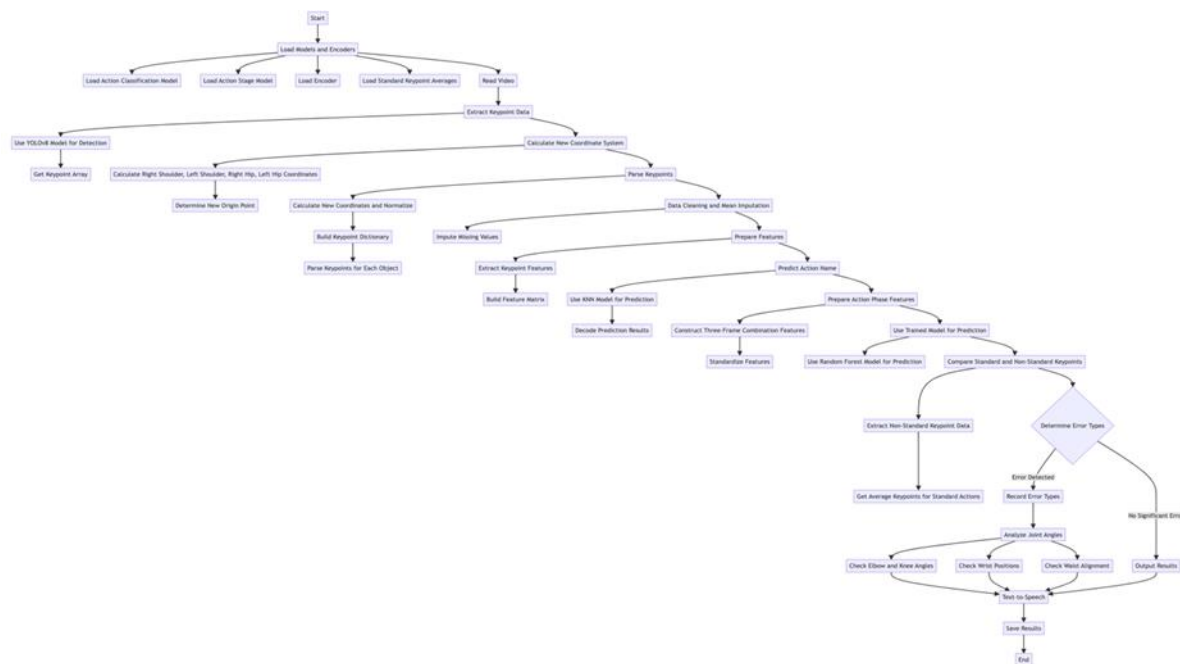 Start
Load Models and Encoders
Load Action Classification Model
Load Action Stage Model
Load Encoder
Load Standard Keypoint Averages
Read Video
Extract Keypoint Data
Use YOLOv8 Model for Detection
Calculate New Coordinate System
Get Keypoint Array
Calculate Right Shoulder, Left Shoulder, Right Hip, Left Hip Coordinates
Parse Keypoints
Determine New Origin Point
Calculate New Coordinates and Normalize
Data Cleaning and Mean Imputation
Build Keypoint Dictionary
Impute Missing Values
Prepare Features
Parse Keypoints for Each Object
Extract Keypoint Features
Predict Action Name
Build Feature Matrix
Use KNN Model for Prediction
Prepare Action Phase Features
Decode Prediction Results
Construct Three-Frame Combination Features
Use Trained Model for Prediction
Standardize Features
Use Random Forest Model for Prediction
Compare Standard and Non-Standard Keypoints
Extract Non-Standard Keypoint Data
Determine Error Types
Error Detected
Get Average Keypoints for Standard Actions
Record Error Types
No Significant Erro
Analyze Joint Angles
Check Elbow and Knee Angles
Check Wrist Positions
Check Waist Alignment
Output Results
Text-to-Speech
Save Results
End